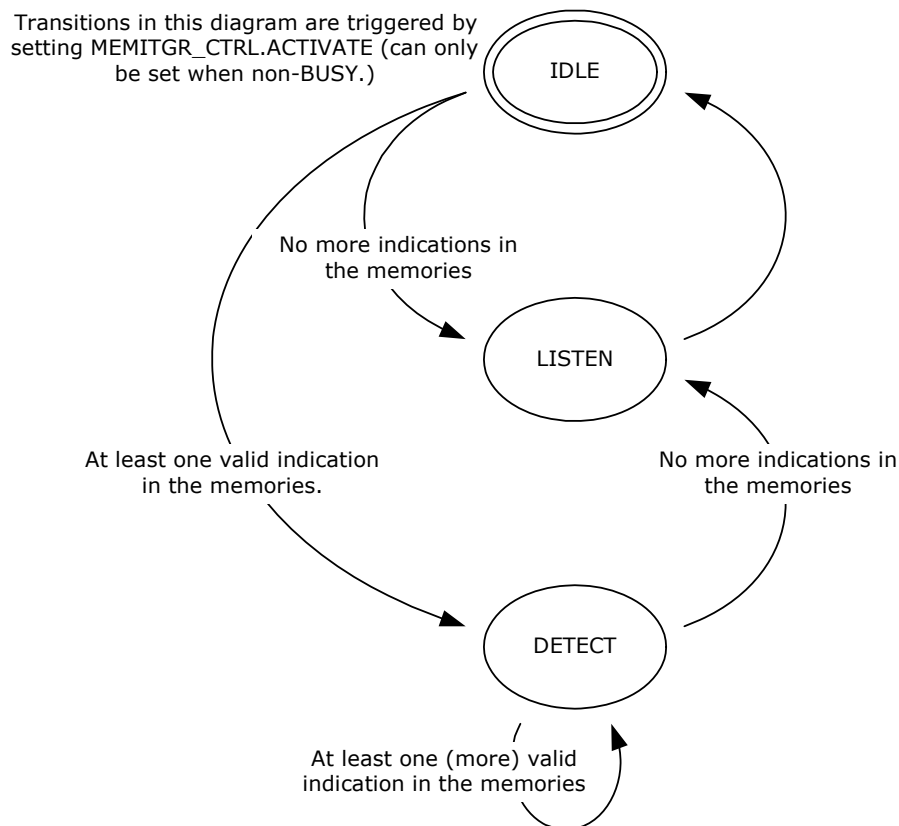 Transitions in this diagram are triggered by
setting MEMITGR_CTRL.ACTIVATE (can only
be set when non-BUSY.)
IDLE
No more indications in
the memories
LISTEN
At least one valid indication
in the memories.
No more indications in
the memories
DETECT
At least one (more) valid
indication in the memories